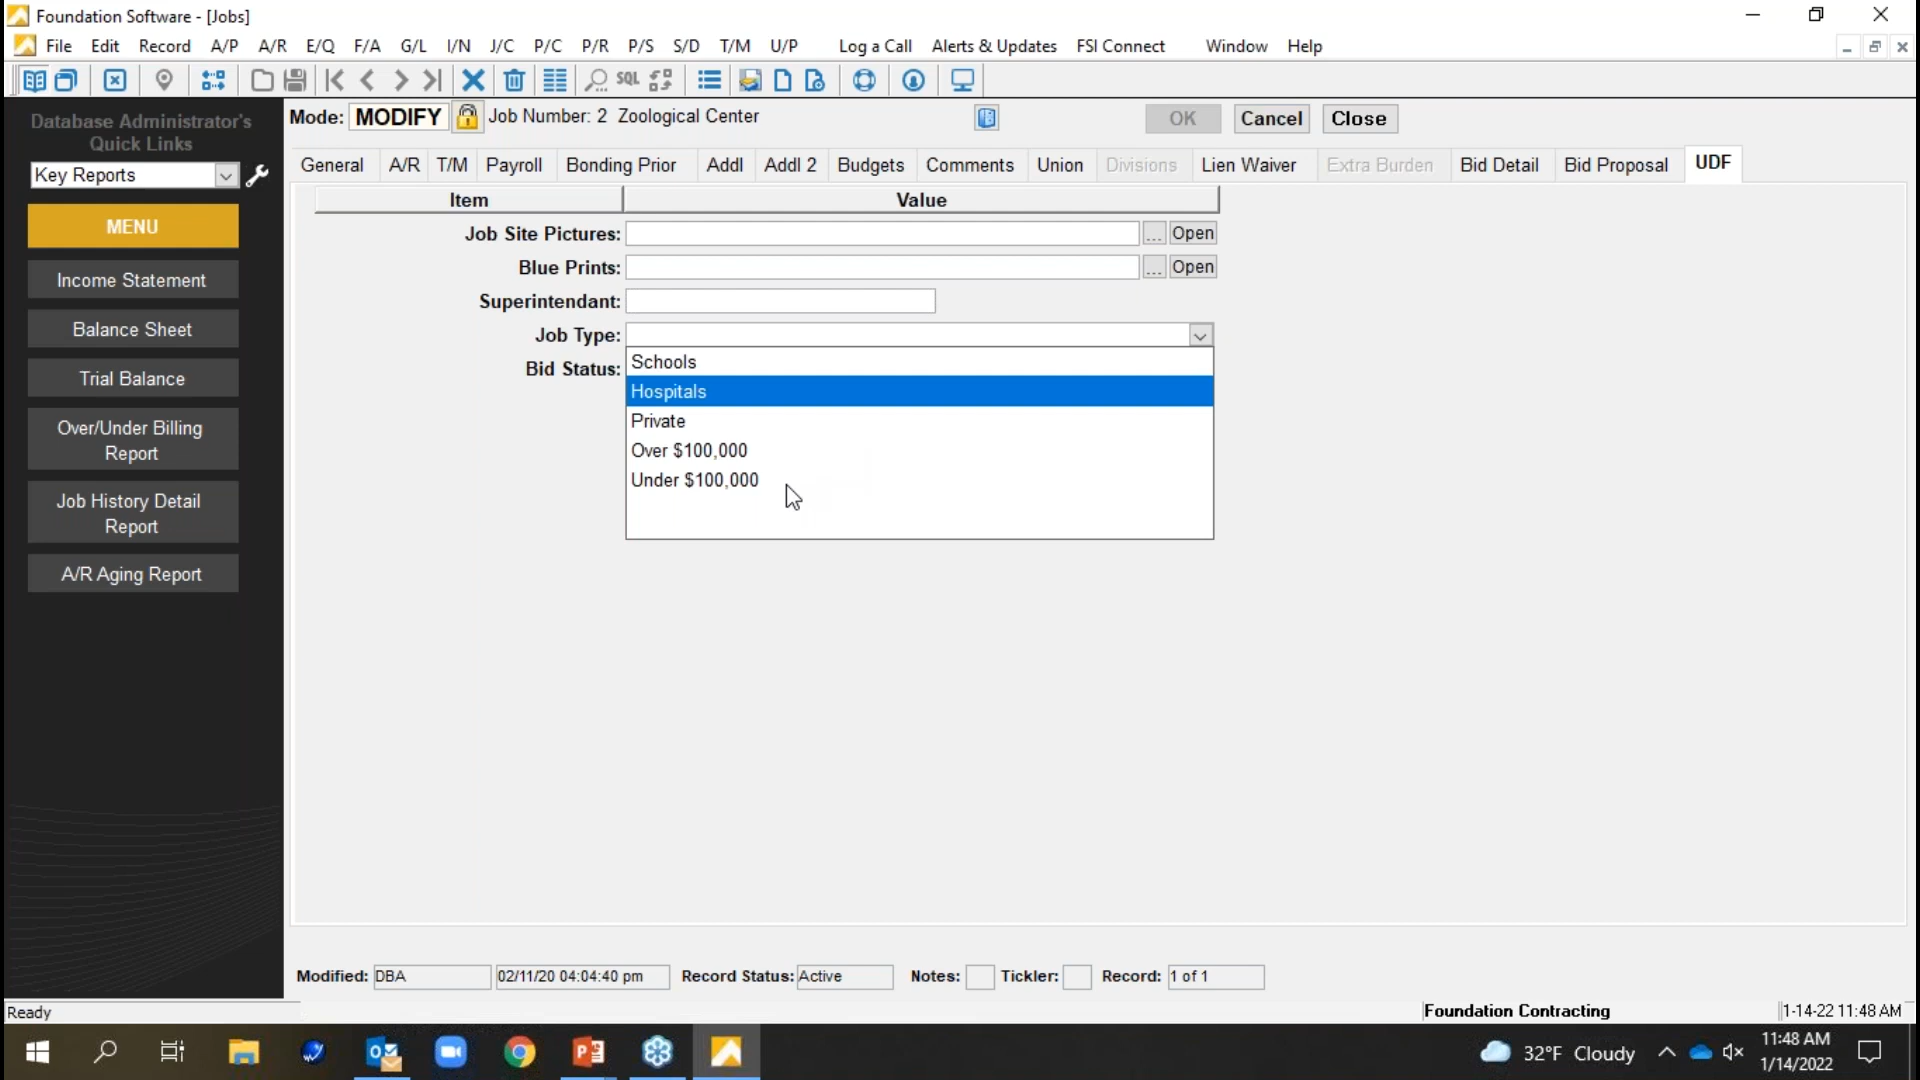 Foundation Software - [Jobs]
File Edit Record A/P A/R E/Q F/A G/L I/N J/C P/C P/R P/S S/D T/M U/P Log a Call Alerts & Updates FSI Connect Window Help
SQL
Database Administrator's
Quick Links
Key Reports
MENU
Income Statement
Balance Sheet
Trial Balance
Over/Under Billing
Report
Job History Detail
Report
A/R Aging Report
Mode: MODIFY Job Number: 2 Zoological Center OK Cancel Close
General A/R T/M Payroll Bonding Prior Addl Addl 2 Budgets Comments Union Divisions Lien Waiver Extra Burden Bid Detail Bid Proposal UDF
Item Value
Job Site Pictures: ... Open
Blue Prints: ... Open
Superintendant:
Job Type:
Bid Status:
Schools
Hospitals
Private
Over $100,000
Under $100,000
Modified: DBA 02/11/20 04:04:40 pm Record Status: Active Notes: Tickler: Record: 1 of 1
Ready Foundation Contracting 1-14-22 11:48 AM
32°F Cloudy 11:48 AM
1/14/2022